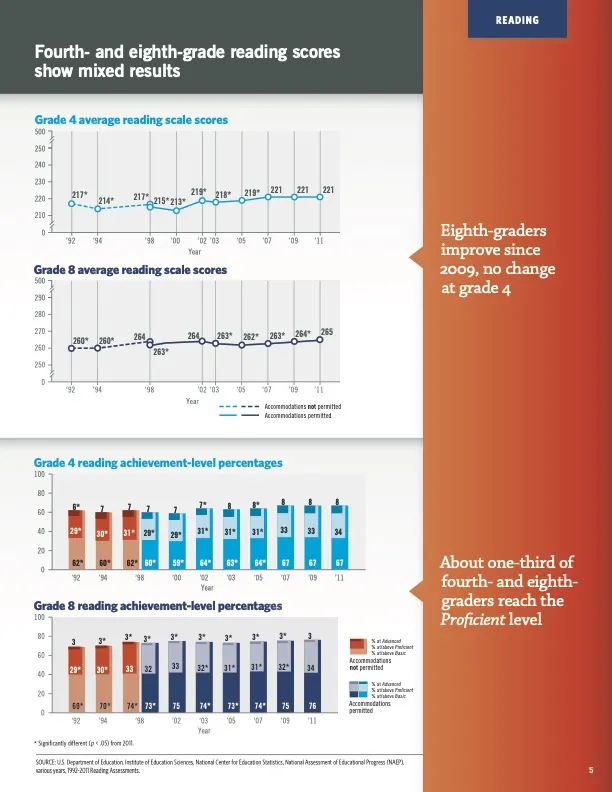 READING
Fourth- and eighth-grade reading scores
show mixed results
Grade 4 average reading scale scores
500
250
240
230
220
210
0
217* 214* 217* 215* 213* 219* 218* 219* 221 221 221
'92 '94 '98 '00 '02 '03 '05 '07 '09 '11
Year
Eighth-graders
improve since
2009, no change
at grade 4
Grade 8 average reading scale scores
500
290
280
270
260
250
0
260* 260* 264 263* 264 263* 262* 263* 264* 265
'92 '94 '98 '02 '03 '05 '07 '09 '11
Year
Accommodations not permitted
Accommodations permitted
Grade 4 reading achievement-level percentages
100
80
60
40
20
0
6* 7 7 7 7 7* 8 8* 8 8 8
29* 30* 31* 29* 29* 31* 31* 31* 33 33 34
62* 60* 62* 60* 59* 64* 63* 64* 67 67 67
'92 '94 '98 '00 '02 '03 '05 '07 '09 '11
Year
About one-third of
fourth- and eighth-
graders reach the
Proficient level
Grade 8 reading achievement-level percentages
100
80
60
40
20
0
3 3* 3* 3* 3* 3* 3* 3* 3* 3
29* 30* 33 32 33 32* 31* 31* 32* 34
69* 70* 74* 73* 75 74* 73* 74* 75 76
'92 '94 '98 '02 '03 '05 '07 '09 '11
Year
% at Advanced
% at/above Proficient
% at/above Basic
Accommodations
not permitted
% at Advanced
% at/above Proficient
% at/above Basic
Accommodations
permitted
* Significantly different (p < .05) from 2011.
SOURCE: U.S. Department of Education, Institute of Education Sciences, National Center for Education Statistics, National Assessment of Educational Progress (NAEP),
various years, 1992-2011 Reading Assessments.
5